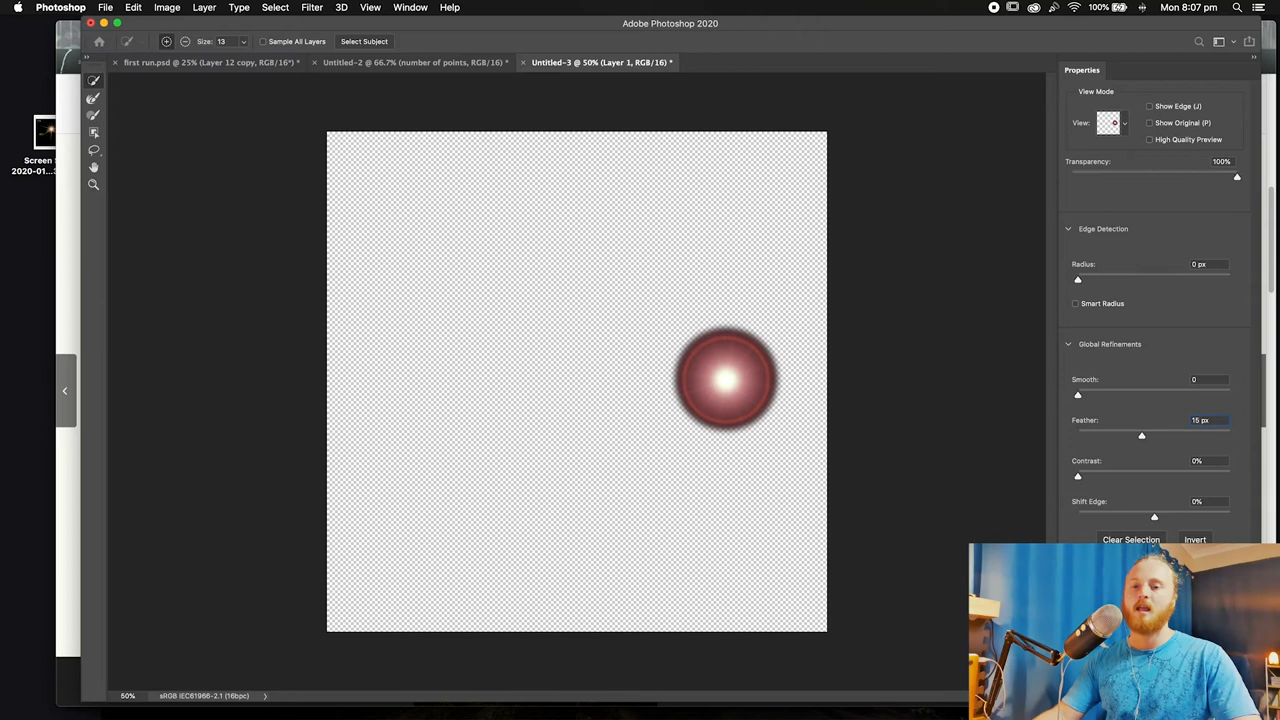 Photoshop File Edit Image Layer Type Select Filter 3D View Window Help 100% Mon 8:07 pm
Adobe Photoshop 2020
Size: 13 Sample All Layers Select Subject
first run.psd @ 25% (Layer 12 copy, RGB/16*) * Untitled-2 @ 66.7% (number of points, RGB/16) * Untitled-3 @ 50% (Layer 1, RGB/16) *
Properties
View Mode
Show Edge (J)
View: Show Original (P)
High Quality Preview
Transparency: 100%
Screen S
2020-01...
Edge Detection
Radius: 0 px
Smart Radius
Global Refinements
Smooth: 0
Feather: 15 px
Contrast: 0%
Shift Edge: 0%
Clear Selection Invert
50% sRGB IEC61966-2.1 (16bpc)